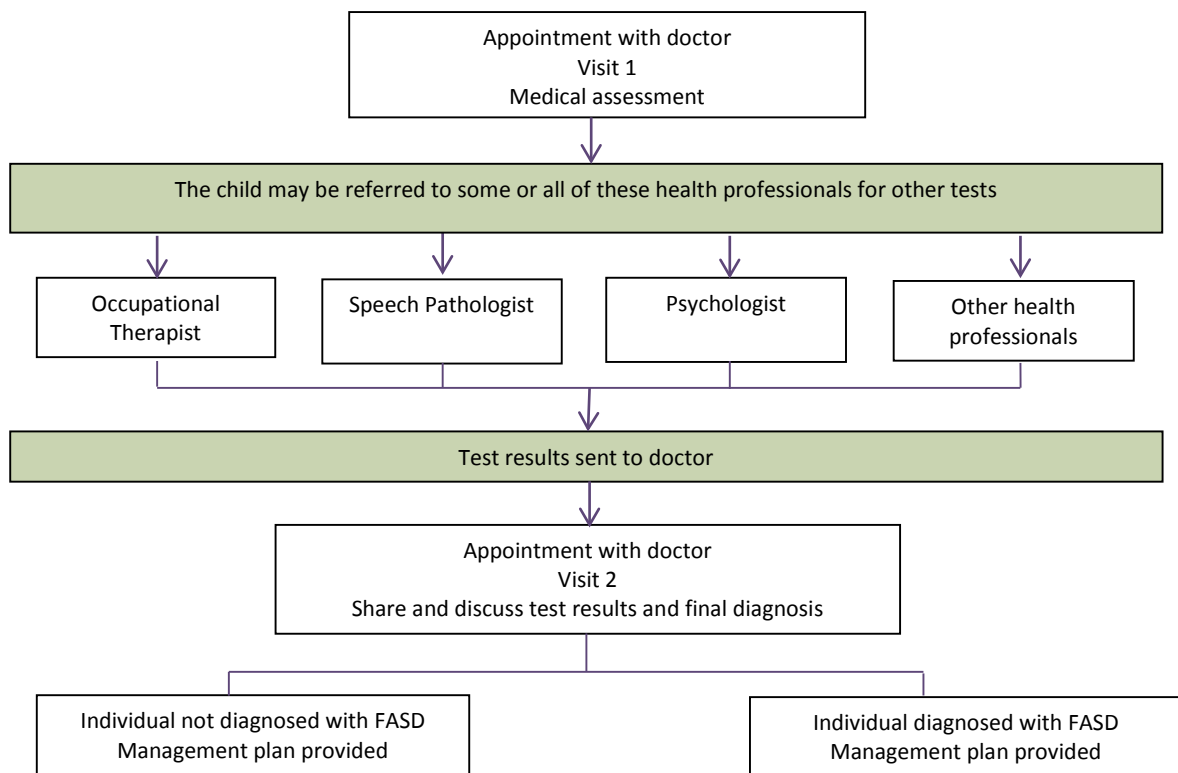 Appointment with doctor
Visit 1
Medical assessment
The child may be referred to some or all of these health professionals for other tests
Occupational
Therapist
Speech Pathologist
Psychologist
Other health
professionals
Test results sent to doctor
Appointment with doctor
Visit 2
Share and discuss test results and final diagnosis
Individual not diagnosed with FASD
Management plan provided
Individual diagnosed with FASD
Management plan provided